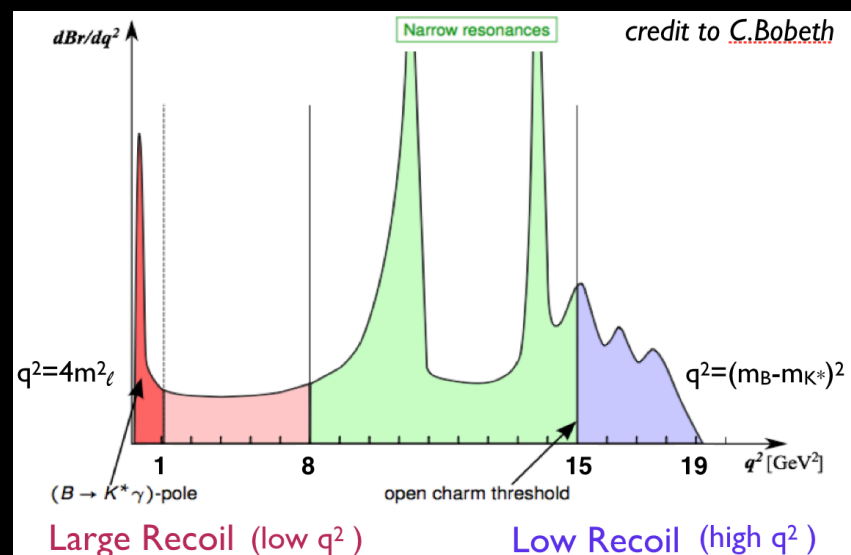 dBr/dq²
Narrow resonances
credit to C.Bobeth
q²=4m²ℓ
q²=(mB-mK*)²
1 8 15 19 q² [GeV²]
(B → K*γ)-pole
open charm threshold
Large Recoil (low q² )
Low Recoil (high q² )